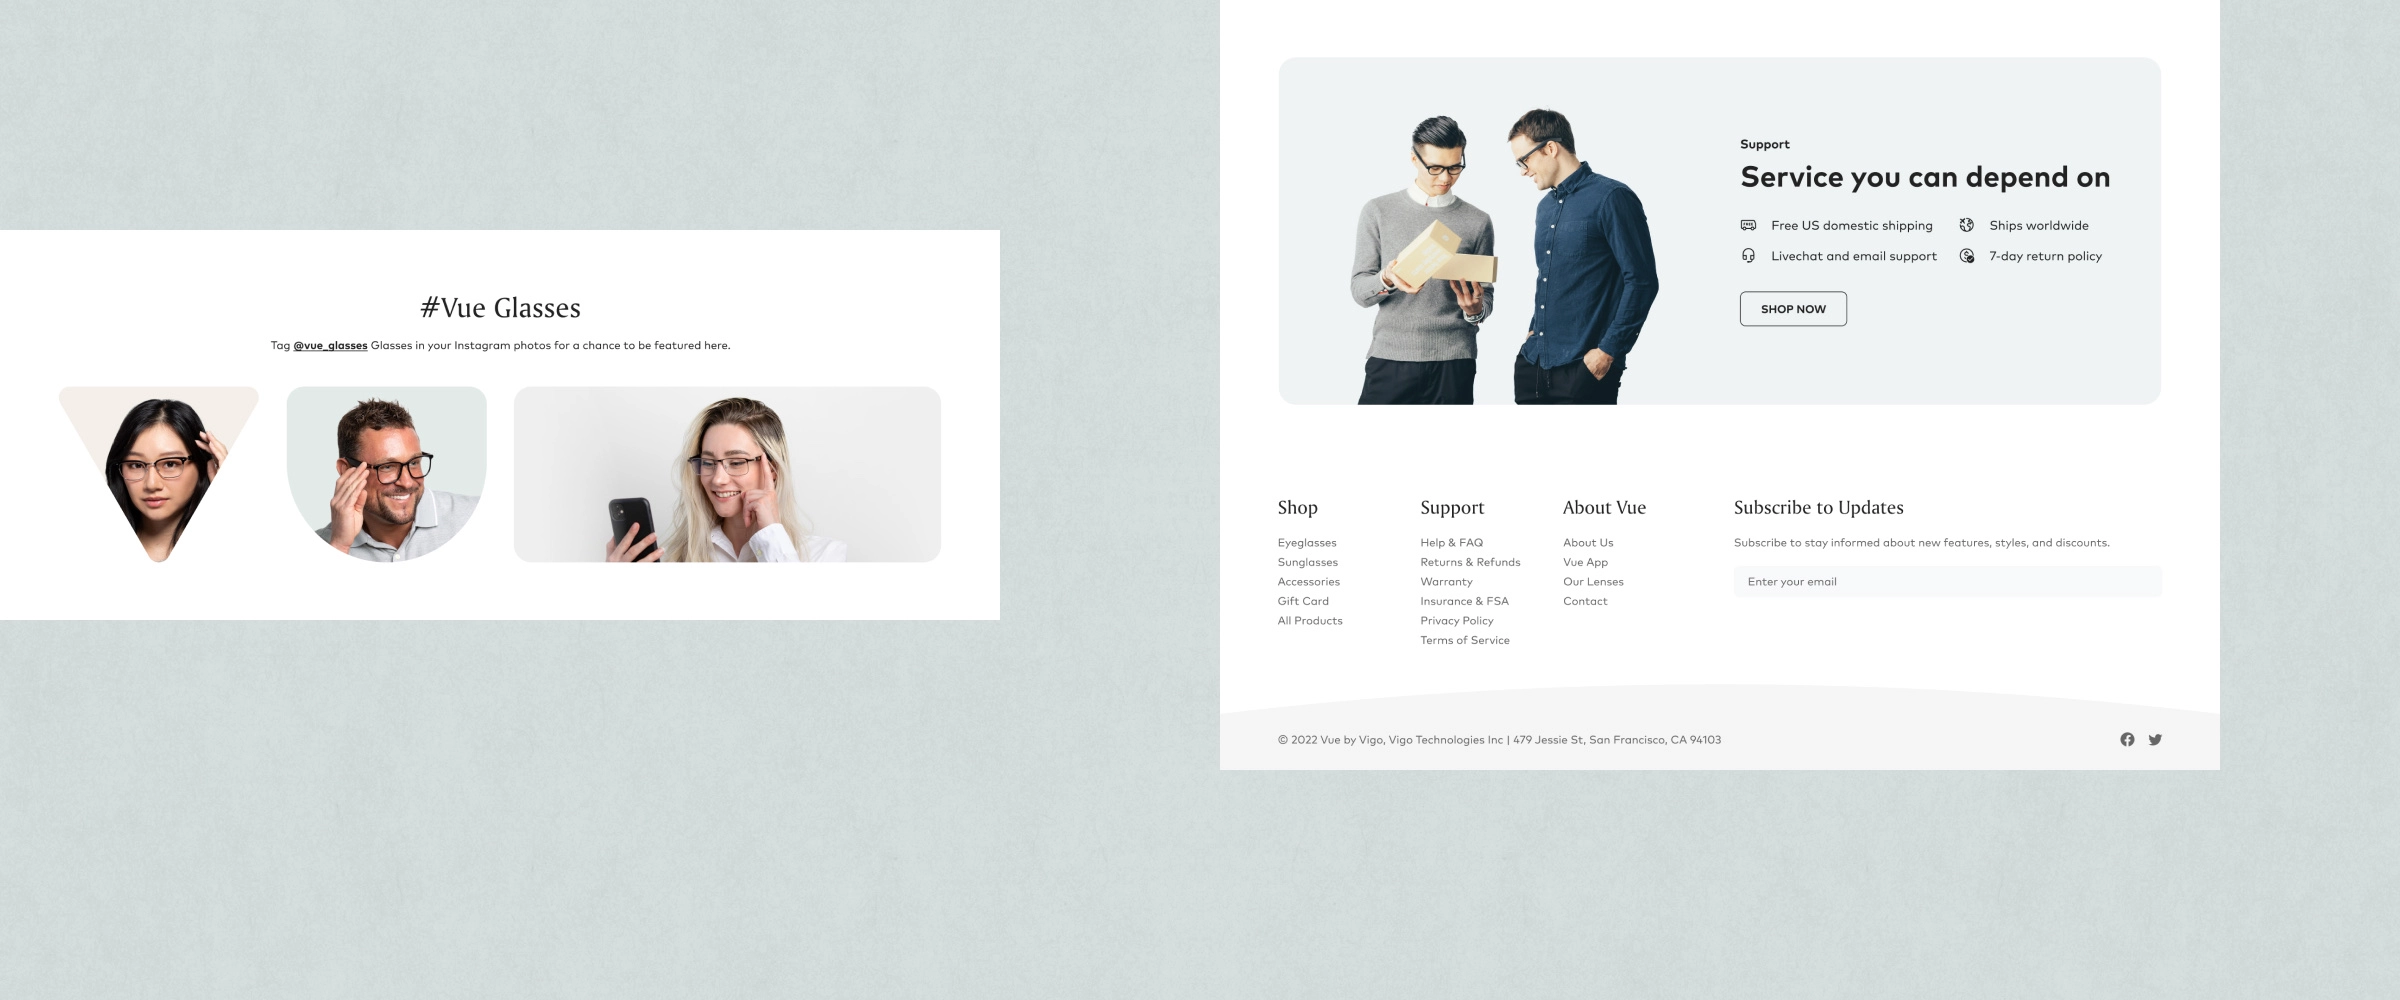 #Vue Glasses
Tag @vue_glasses Glasses in your Instagram photos for a chance to be featured here.
Support
Service you can depend on
Free US domestic shipping
Ships worldwide
Livechat and email support
7-day return policy
SHOP NOW
Shop
Eyeglasses
Sunglasses
Accessories
Gift Card
All Products
Support
Help & FAQ
Returns & Refunds
Warranty
Insurance & FSA
Privacy Policy
Terms of Service
About Vue
About Us
Vue App
Our Lenses
Contact
Subscribe to Updates
Subscribe to stay informed about new features, styles, and discounts.
Enter your email
© 2022 Vue by Vigo, Vigo Technologies Inc | 479 Jessie St, San Francisco, CA 94103